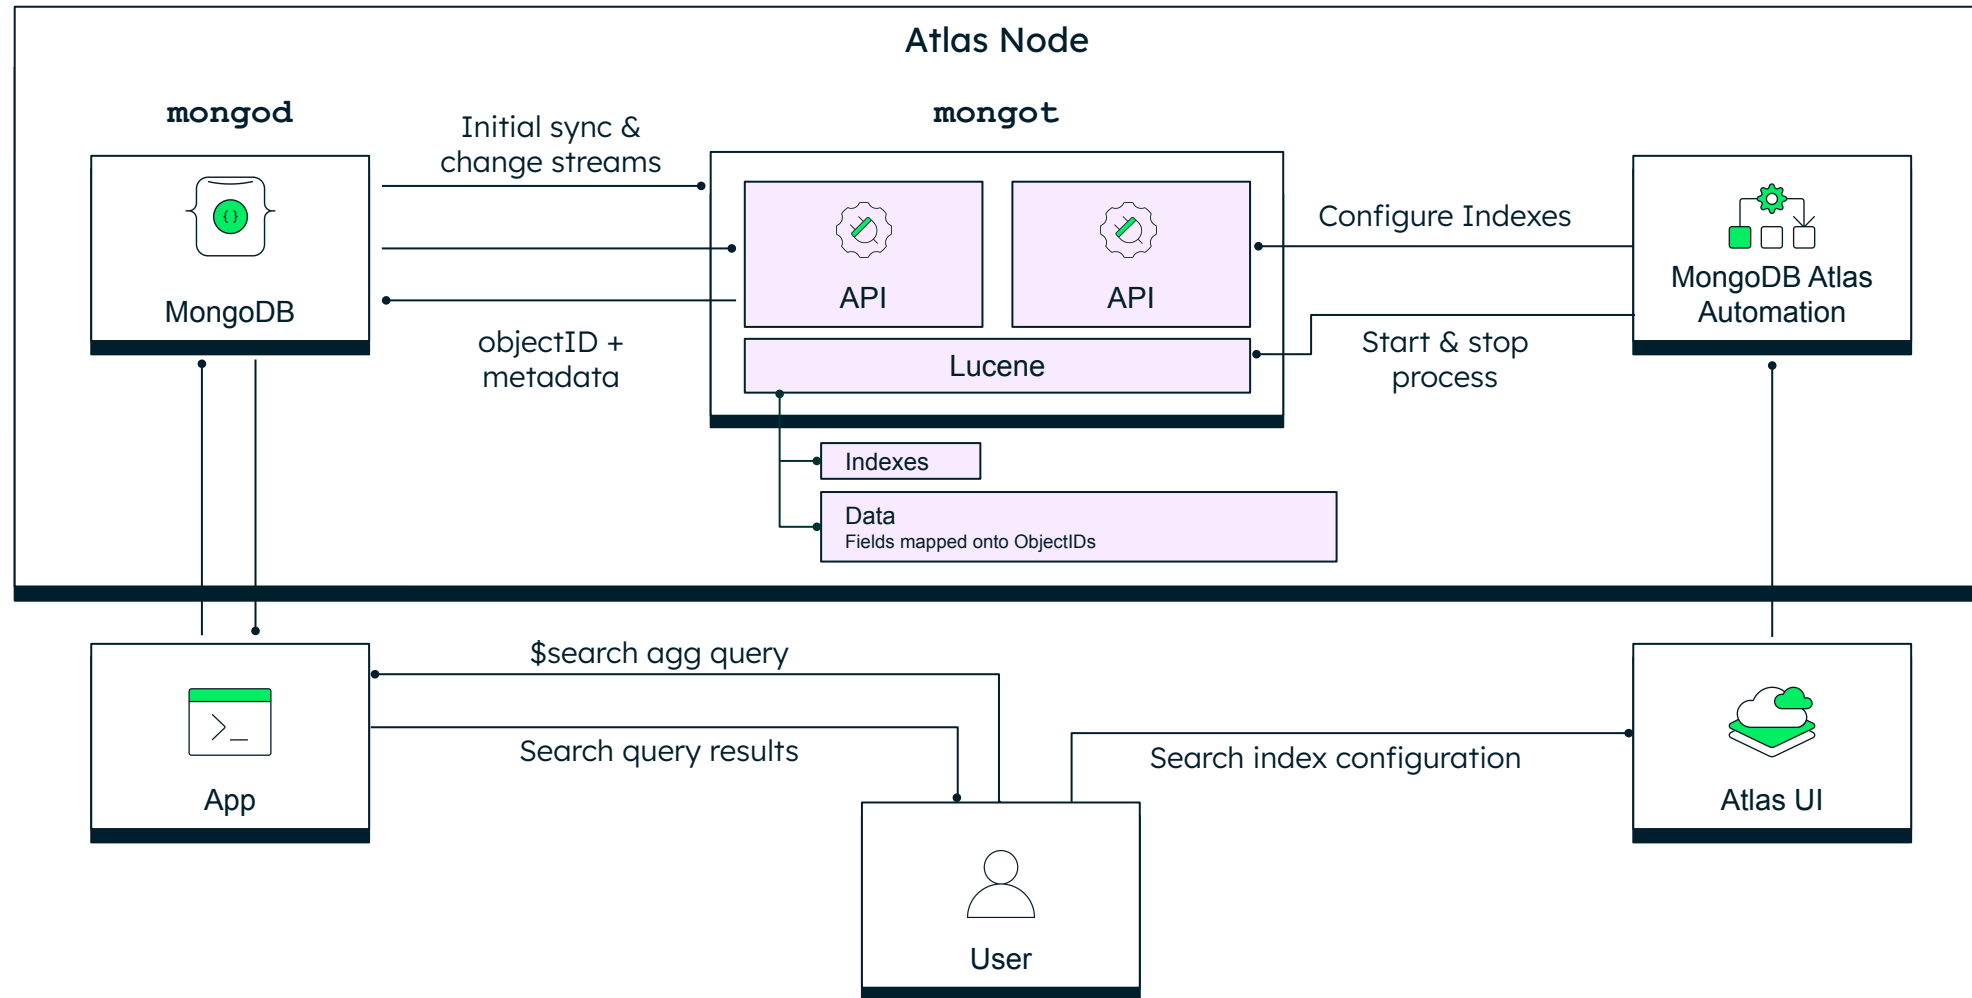 Atlas Node
mongod
mongot
Initial sync &
change streams
{}
MongoDB
API
API
Configure Indexes
MongoDB Atlas
Automation
objectID +
metadata
Lucene
Start & stop
process
Indexes
Data
Fields mapped onto ObjectIDs
$search agg query
>_
App
Search query results
Search index configuration
Atlas UI
User